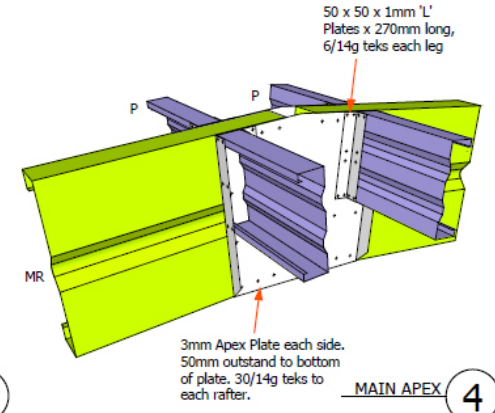 50 x 50 x 1mm 'L'
Plates x 270mm long,
6/14g teks each leg
P
P
MR
3mm Apex Plate each side.
50mm outstand to bottom
of plate. 30/14g teks to
each rafter.
MAIN APEX
4